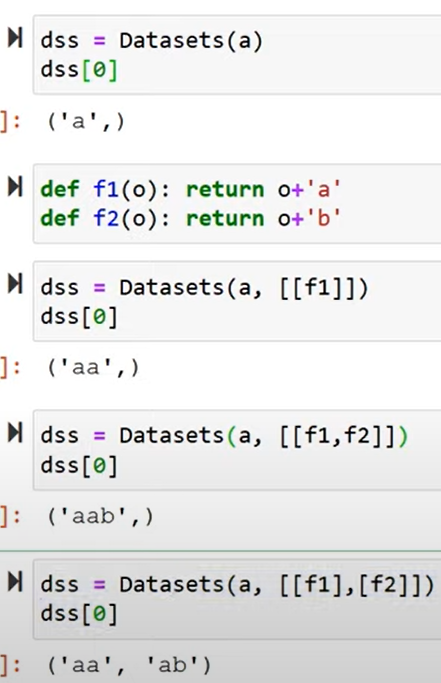 dss = Datasets(a)
dss[0]
]: ('a',)
def f1(o): return o+'a'
def f2(o): return o+'b'
dss = Datasets(a, [[f1]])
dss[0]
]: ('aa',)
dss = Datasets(a, [[f1,f2]])
dss[0]
]: ('aab',)
dss = Datasets(a, [[f1],[f2]])
dss[0]
]: ('aa', 'ab')